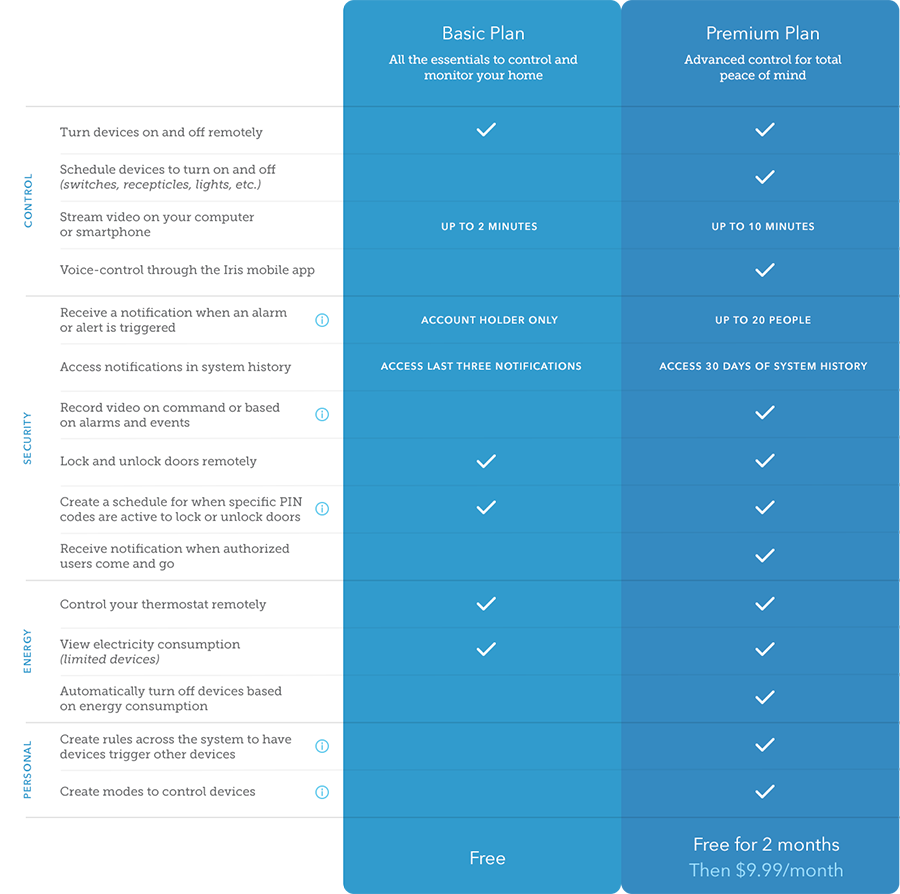 Basic Plan
All the essentials to control and
monitor your home
Premium Plan
Advanced control for total
peace of mind
CONTROL
Turn devices on and off remotely
Schedule devices to turn on and off
(switches, recepticles, lights, etc.)
Stream video on your computer
or smartphone
UP TO 2 MINUTES
UP TO 10 MINUTES
Voice-control through the Iris mobile app
SECURITY
Receive a notification when an alarm
or alert is triggered
ACCOUNT HOLDER ONLY
UP TO 20 PEOPLE
Access notifications in system history
ACCESS LAST THREE NOTIFICATIONS
ACCESS 30 DAYS OF SYSTEM HISTORY
Record video on command or based
on alarms and events
Lock and unlock doors remotely
Create a schedule for when specific PIN
codes are active to lock or unlock doors
Receive notification when authorized
users come and go
ENERGY
Control your thermostat remotely
View electricity consumption
(limited devices)
Automatically turn off devices based
on energy consumption
PERSONAL
Create rules across the system to have
devices trigger other devices
Create modes to control devices
Free
Free for 2 months
Then $9.99/month